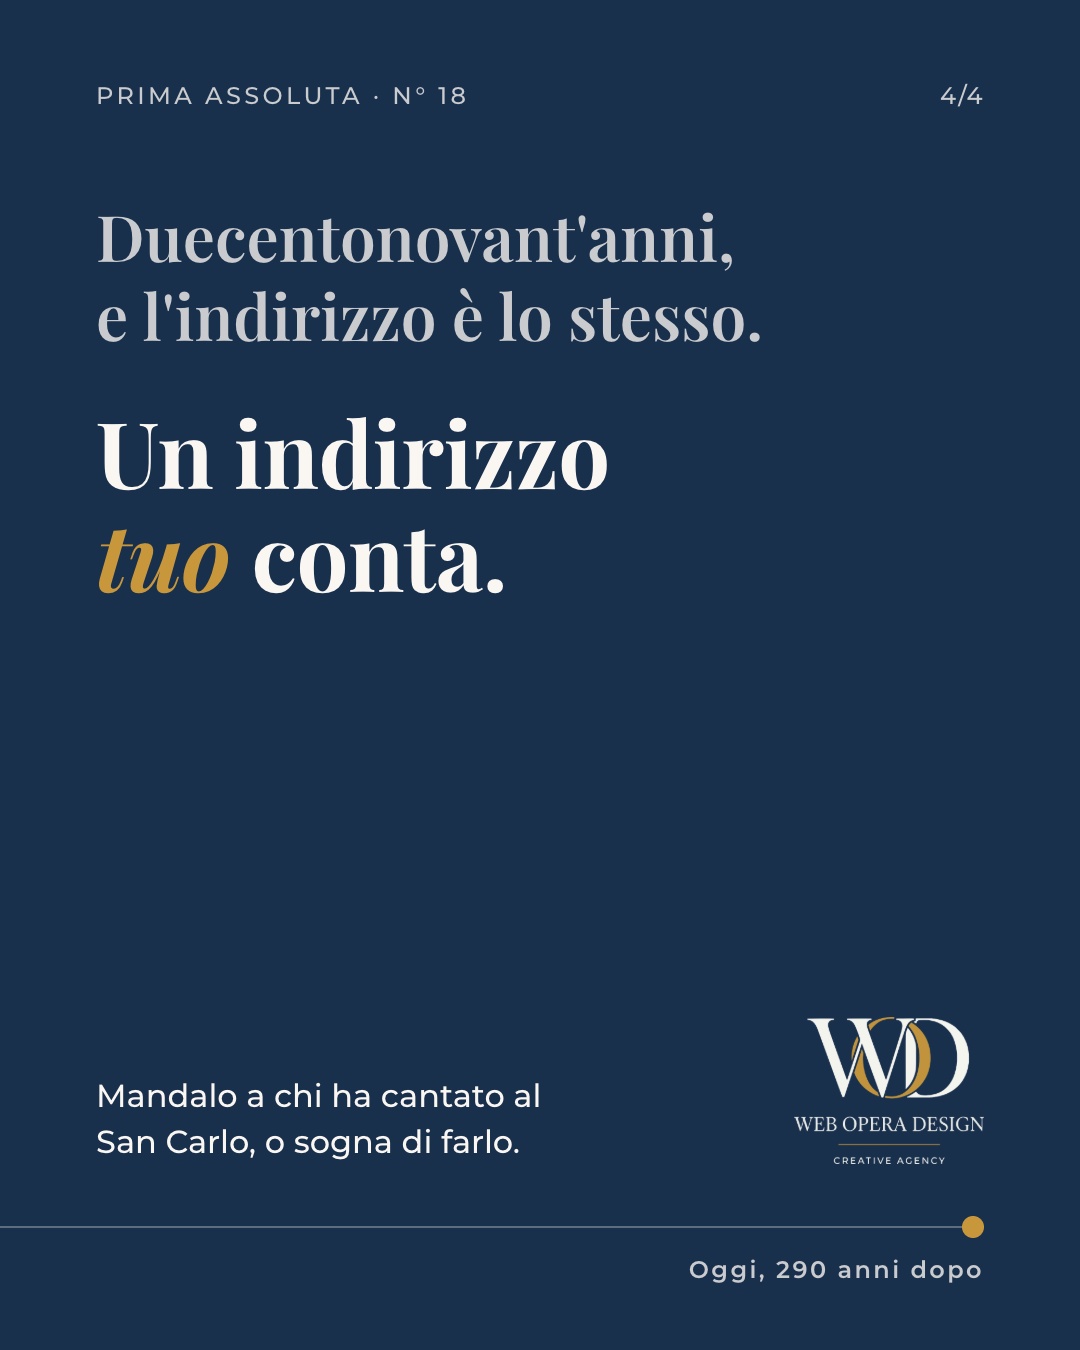 PRIMA ASSOLUTA · N° 18
4/4
Duecentonovant'anni,
e l'indirizzo è lo stesso.
Un indirizzo
tuo conta.
Mandalo a chi ha cantato al
San Carlo, o sogna di farlo.
WOD
WEB OPERA DESIGN
CREATIVE AGENCY
Oggi, 290 anni dopo